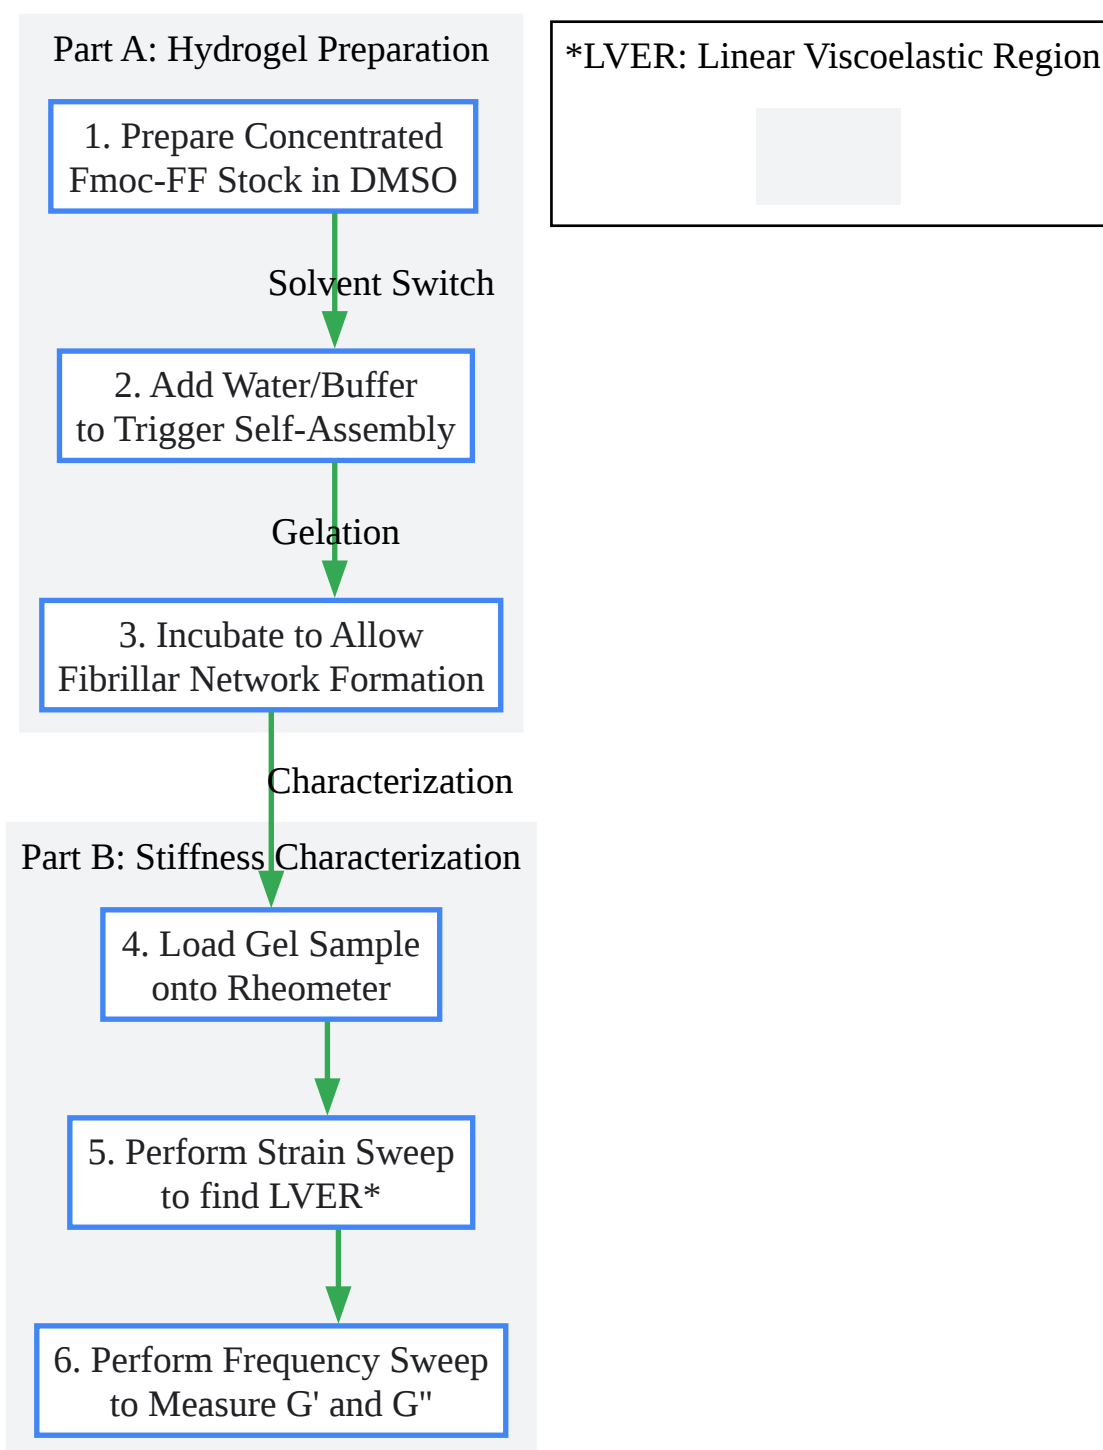 Part A: Hydrogel Preparation
*LVER: Linear Viscoelastic Region
1. Prepare Concentrated
Fmoc-FF Stock in DMSO
Solvent Switch
2. Add Water/Buffer
to Trigger Self-Assembly
Gelation
3. Incubate to Allow
Fibrillar Network Formation
Characterization
Part B: Stiffness Characterization
4. Load Gel Sample
onto Rheometer
5. Perform Strain Sweep
to find LVER*
6. Perform Frequency Sweep
to Measure G' and G"